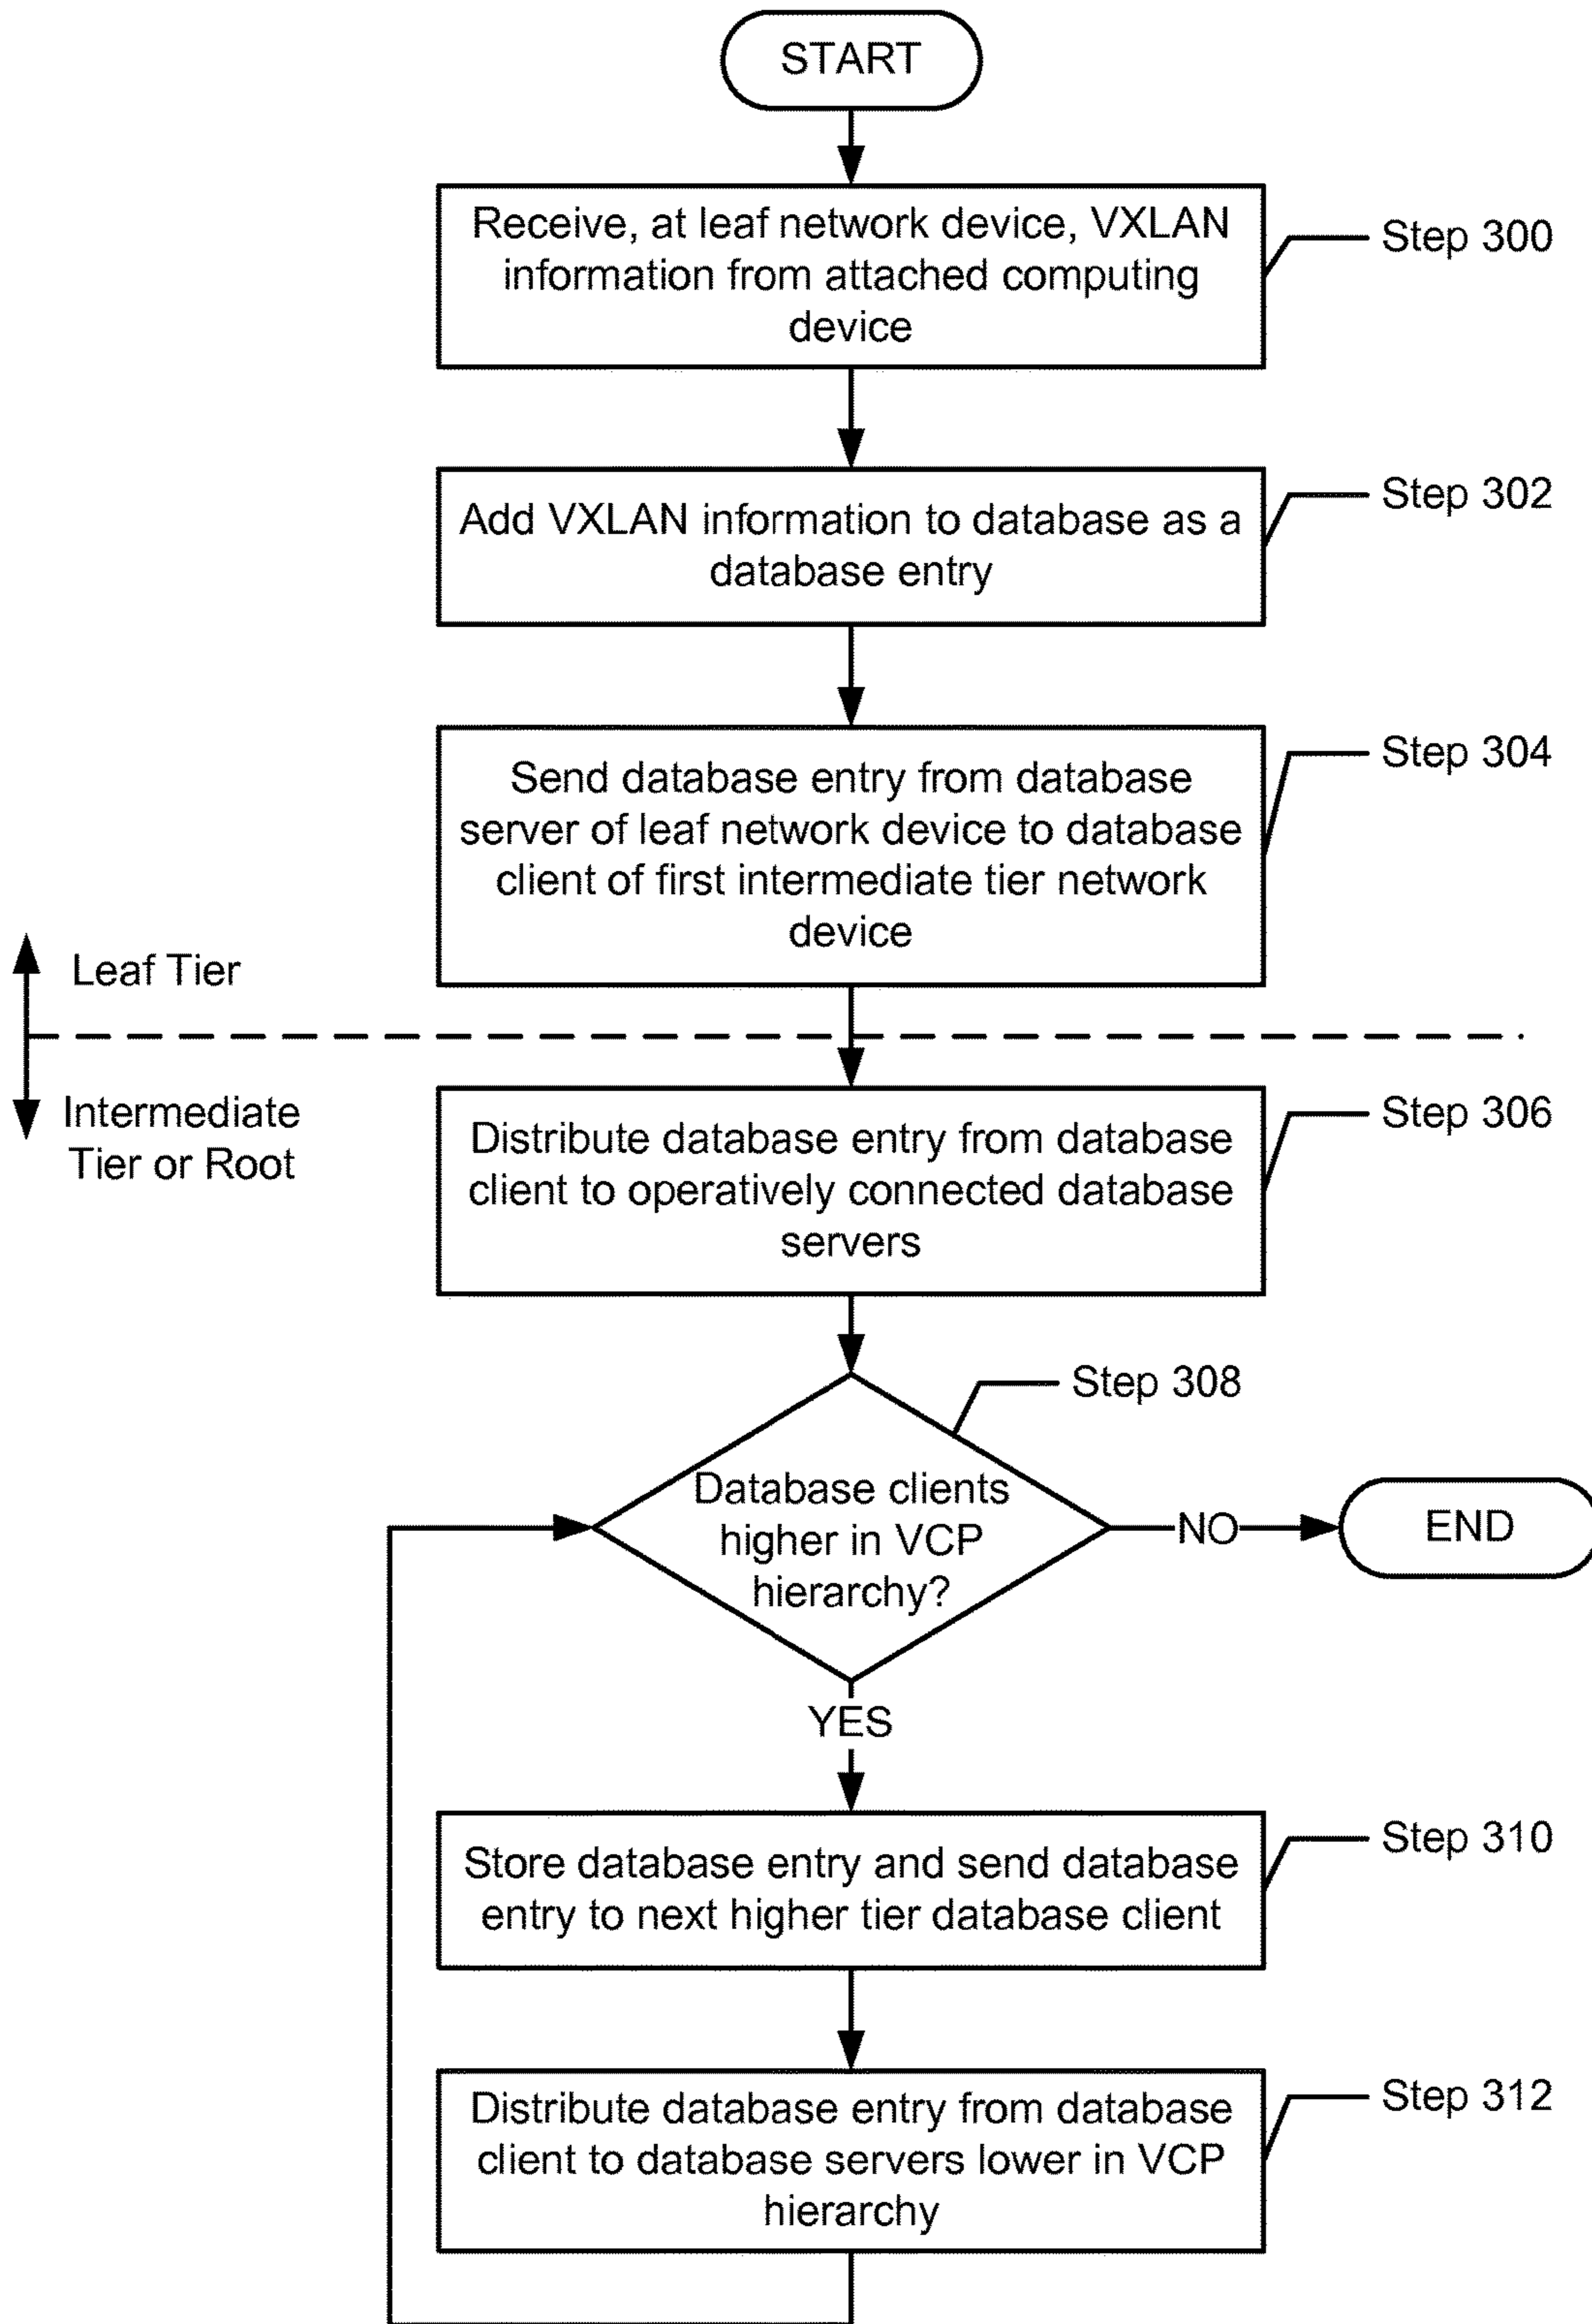 START
Receive, at leaf network device, VXLAN
information from attached computing
device
Step 300
Add VXLAN information to database as a
database entry
Step 302
Send database entry from database
server of leaf network device to database
client of first intermediate tier network
device
Step 304
Leaf Tier
Intermediate
Tier or Root
Distribute database entry from database
client to operatively connected database
servers
Step 306
Step 308
Database clients
higher in VCP
hierarchy?
NO
END
YES
Store database entry and send database
entry to next higher tier database client
Step 310
Distribute database entry from database
client to database servers lower in VCP
hierarchy
Step 312